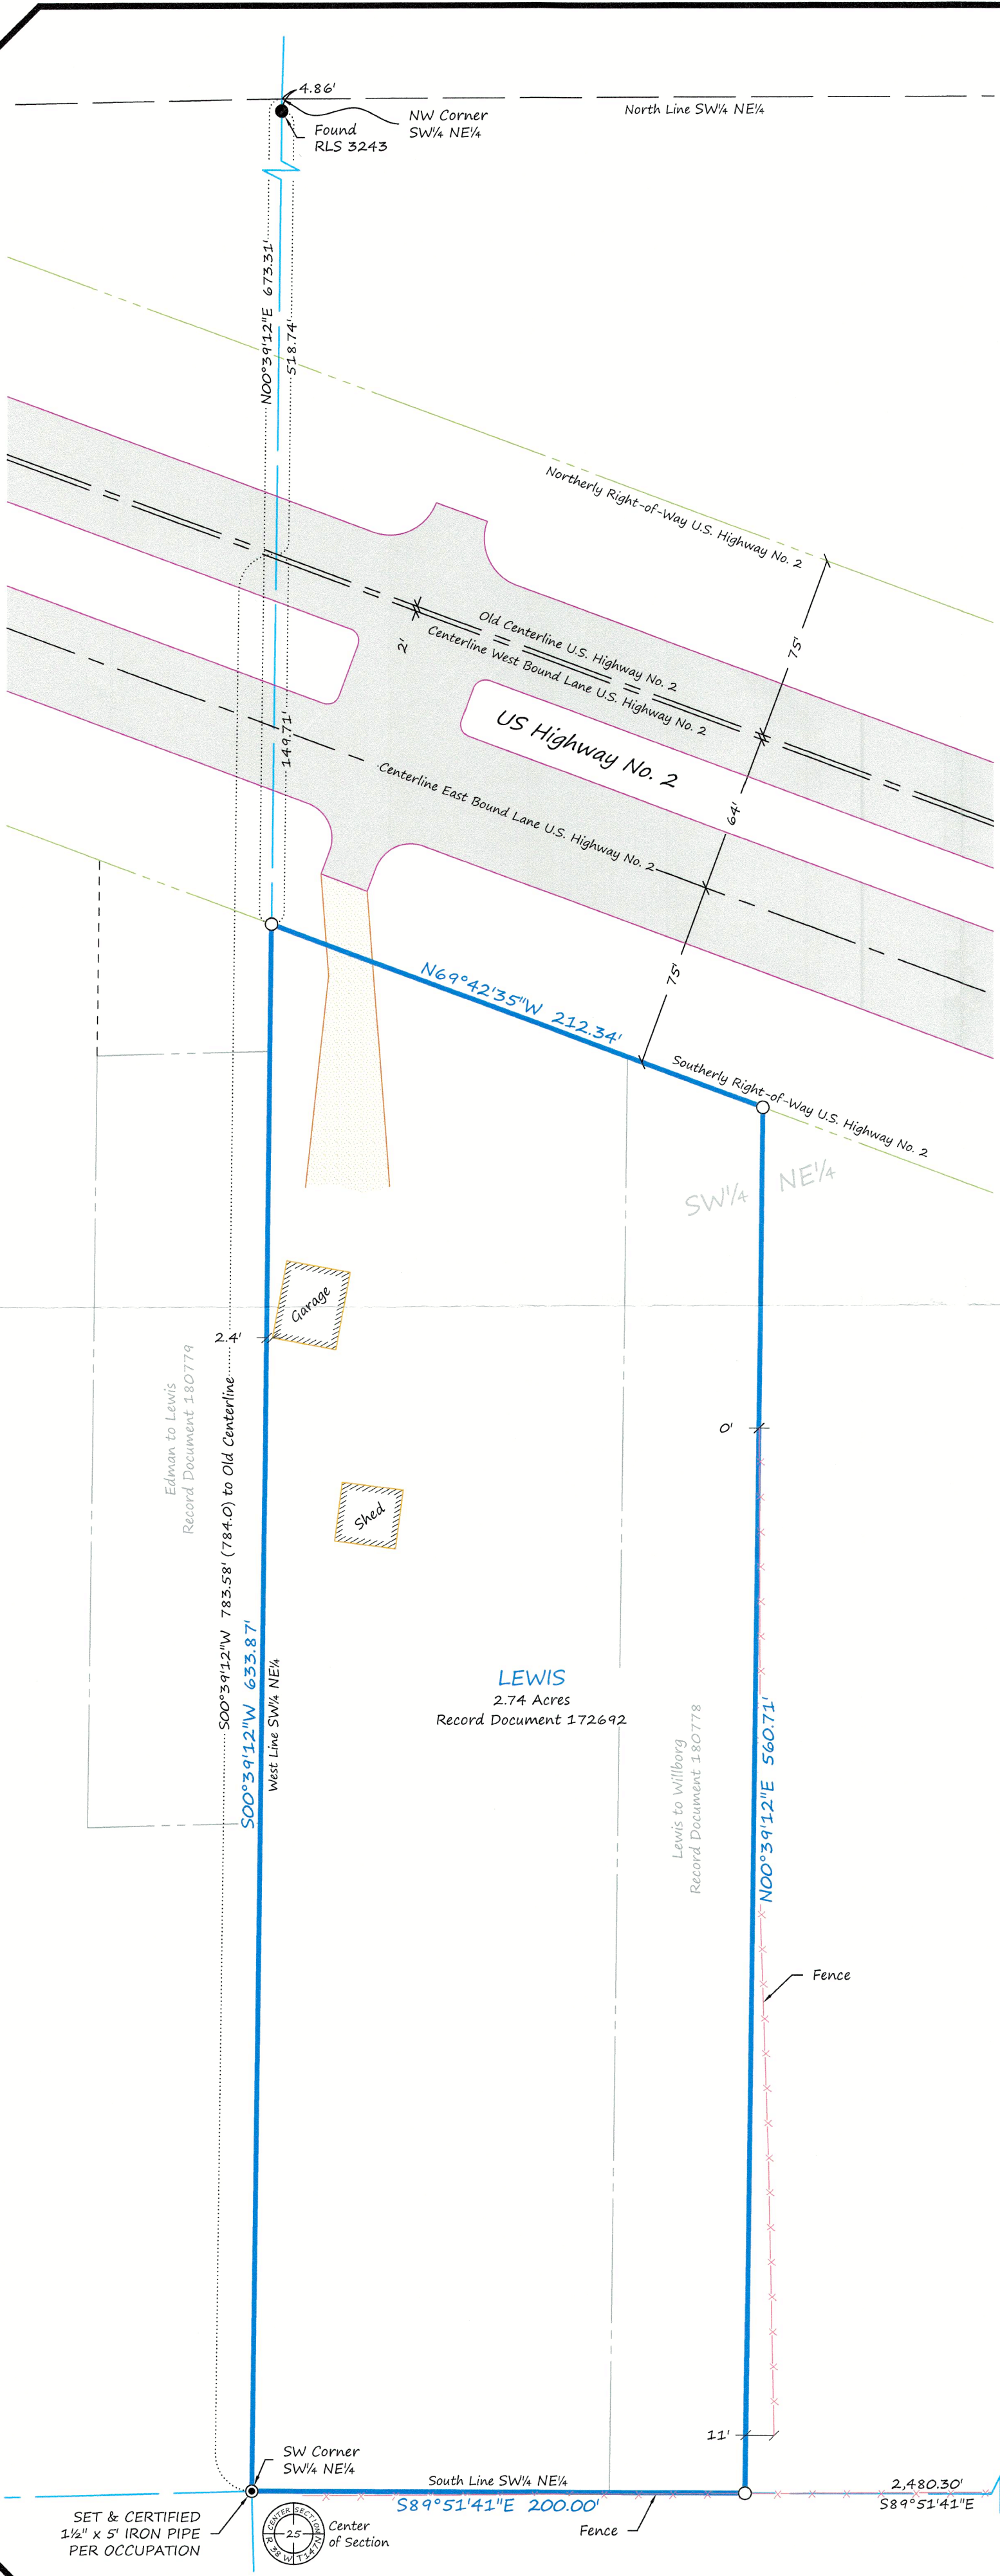 4.86'
NW Corner
SW¼ NE¼
North Line SW¼ NE¼
Found
RLS 3243
N00°39'12"E 673.31'
518.74'
Northerly Right-of-Way U.S. Highway No. 2
75'
Old Centerline U.S. Highway No. 2
2'
Centerline West Bound Lane U.S. Highway No. 2
US Highway No. 2
149.71'
Centerline East Bound Lane U.S. Highway No. 2
64'
75'
N69°42'35"W 212.34'
Southerly Right-of-Way U.S. Highway No. 2
SW¼ NE¼
Garage
2.4'
Edman to Lewis
Record Document 180779
S00°39'12"W 783.58' (784.0) to Old Centerline
0'
Shed
S00°39'12"W 633.87'
West Line SW¼ NE¼
LEWIS
2.74 Acres
Record Document 172692
Lewis to Willborg
Record Document 180778
N00°39'12"E 560.71'
Fence
11'
SW Corner
SW¼ NE¼
South Line SW¼ NE¼
S89°51'41"E 200.00'
2,480.30'
S89°51'41"E
SET & CERTIFIED
1½" x 5' IRON PIPE
PER OCCUPATION
CENTER SECTION
25
R 38 W T147N
Center
of Section
Fence